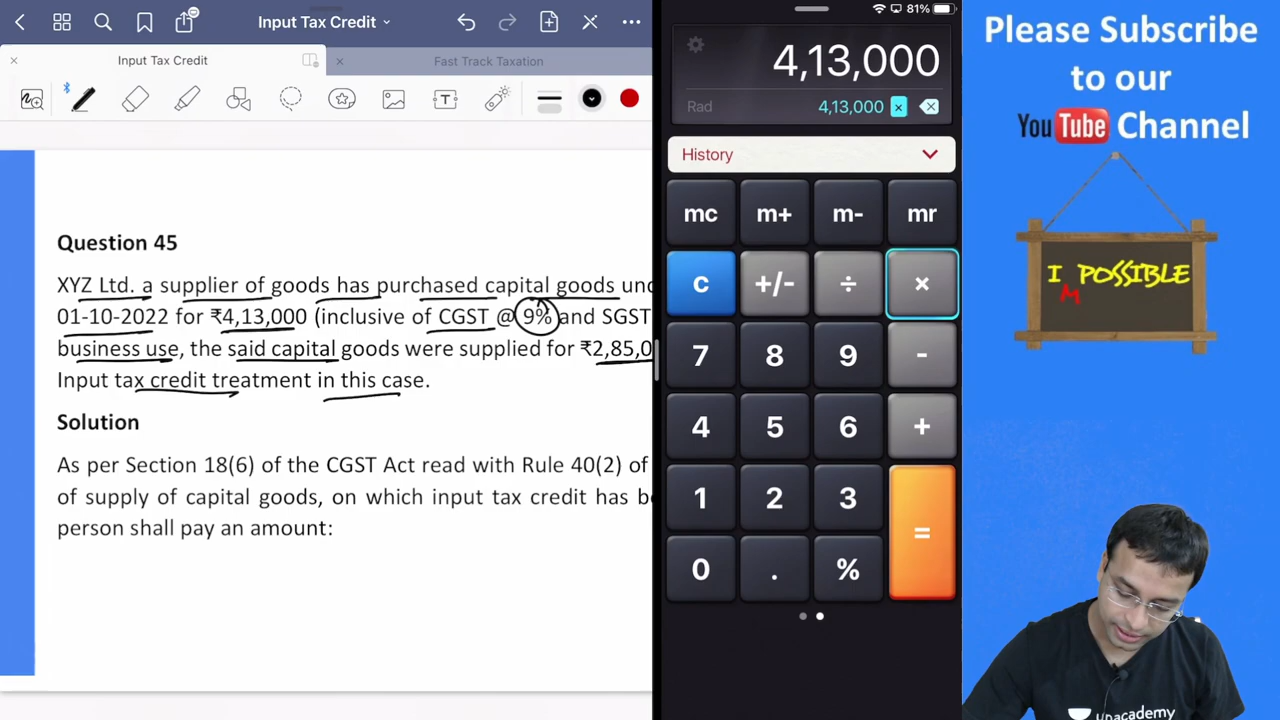 Input Tax Credit
Input Tax Credit
Fast Track Taxation
Question 45
XYZ Ltd. a supplier of goods has purchased capital goods
01-10-2022 for ₹4,13,000 (inclusive of CGST @ 9% and SGST
business use, the said capital goods were supplied for ₹2,85,0
Input tax credit treatment in this case.
Solution
As per Section 18(6) of the CGST Act read with Rule 40(2) of
of supply of capital goods, on which input tax credit has
person shall pay an amount:
81%
4,13,000
Rad 4,13,000 ×
History
mc m+ m- mr
c +/- ÷ ×
7 8 9 -
4 5 6 +
1 2 3 =
0 . %
Please Subscribe
to our
YouTube Channel
I M POSSIBLE
unacademy